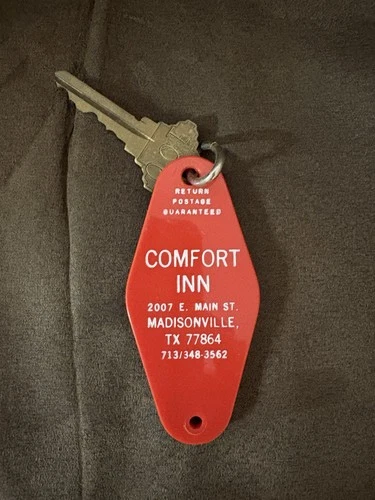 RETURN
POSTAGE
GUARANTEED
COMFORT
INN
2007 E. MAIN ST.
MADISONVILLE,
TX 77864
713/348-3562